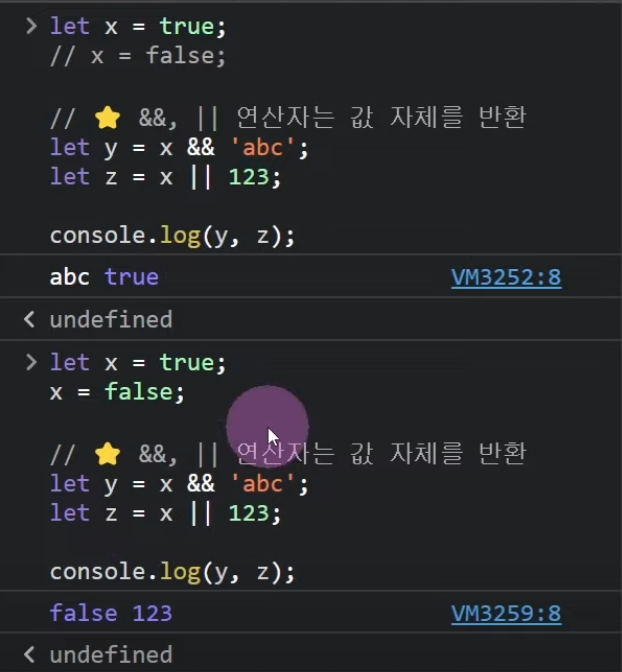 > let x = true;
// x = false;
// ⭐ &&, || 연산자는 값 자체를 반환
let y = x && 'abc';
let z = x || 123;
console.log(y, z);
abc true VM3252:8
< undefined
> let x = true;
x = false;
// ⭐ &&, || 연산자는 값 자체를 반환
let y = x && 'abc';
let z = x || 123;
console.log(y, z);
false 123 VM3259:8
< undefined